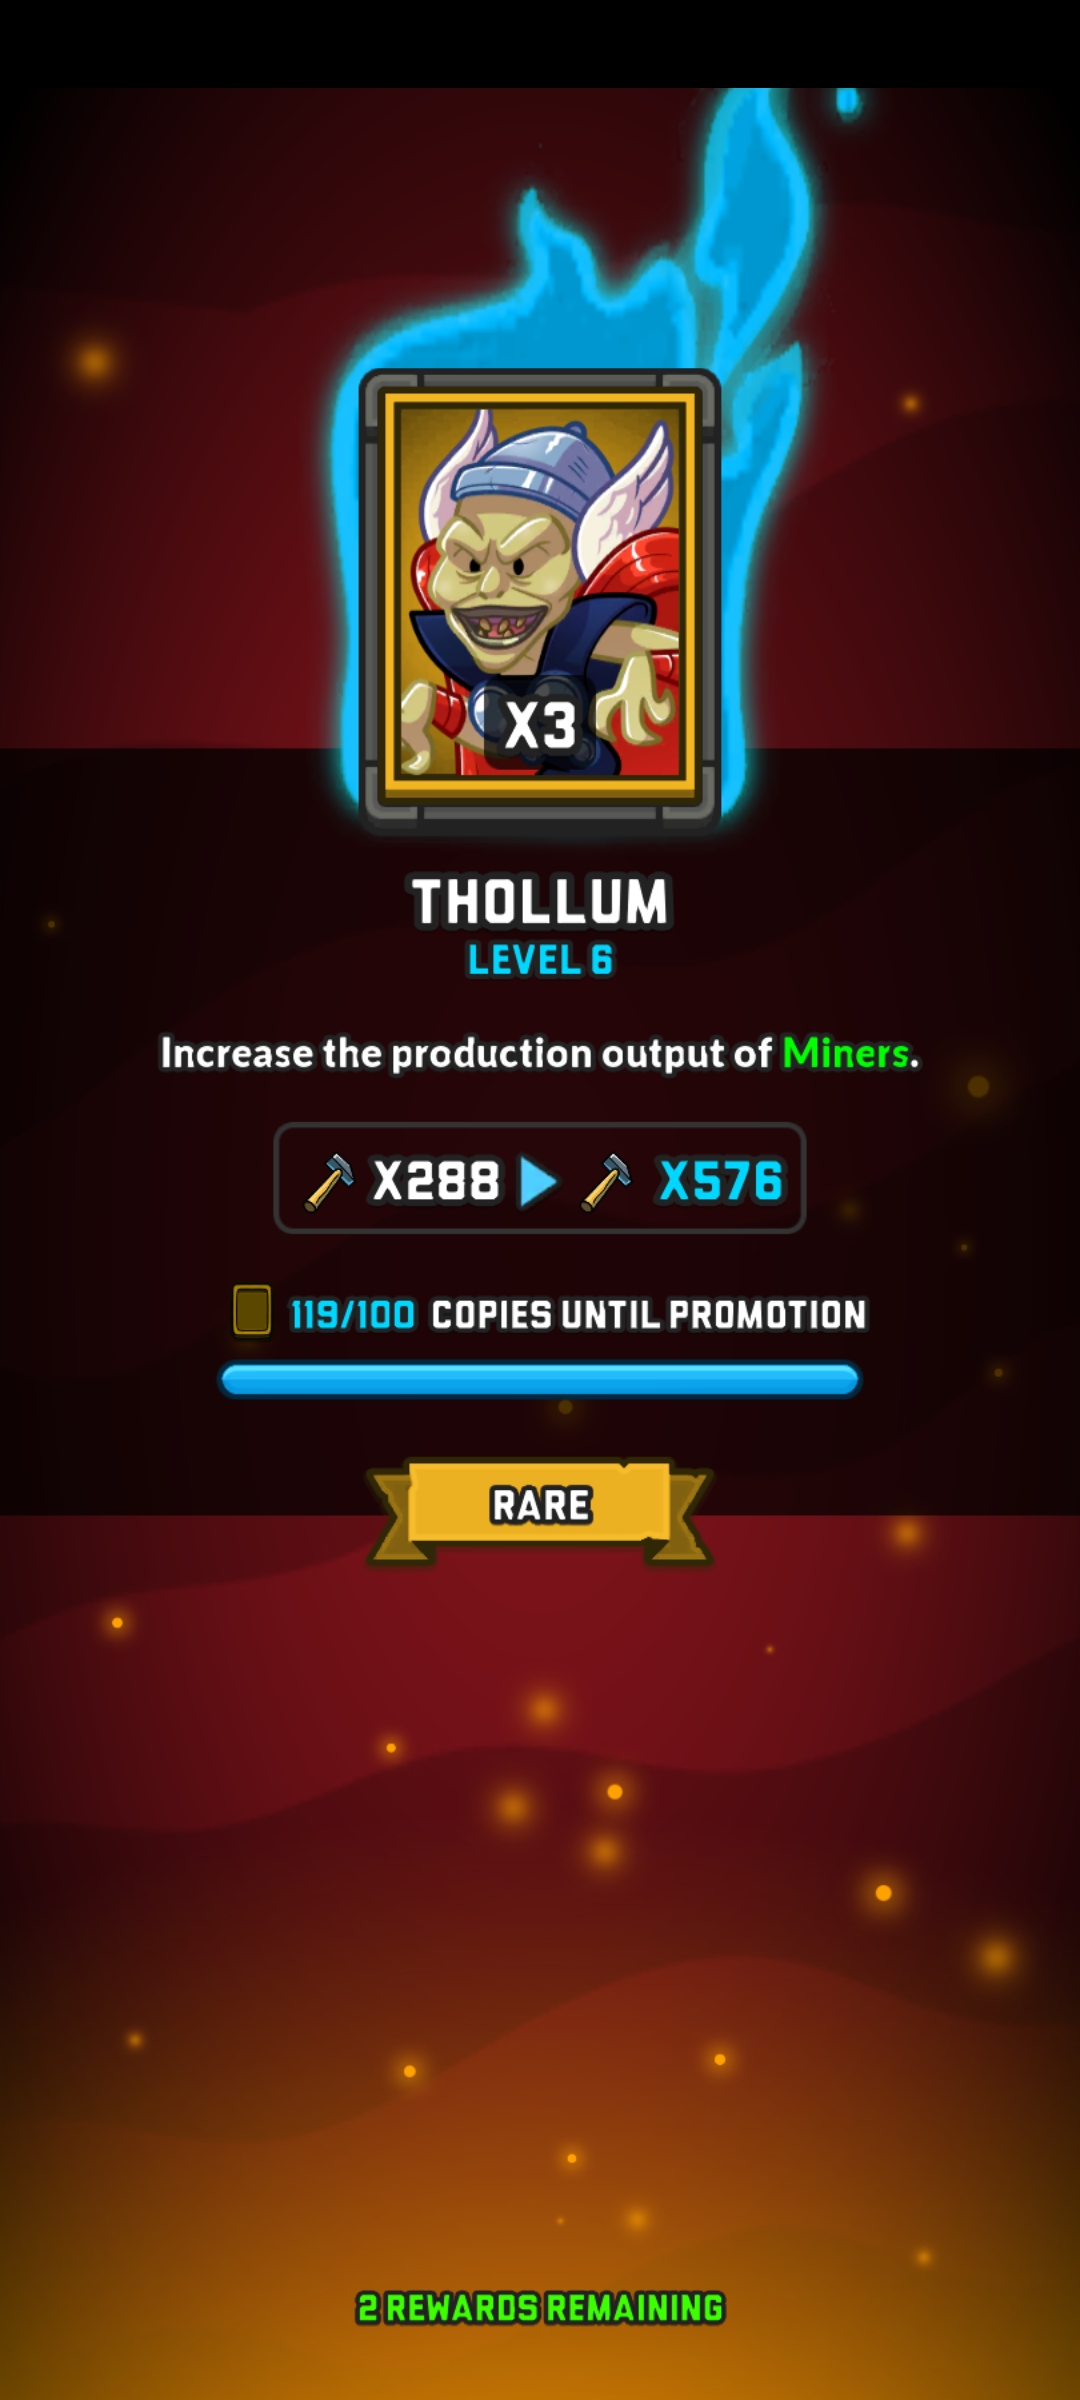 X3
THOLLUM
LEVEL 6
Increase the production output of Miners.
X288 X576
119/100 COPIES UNTIL PROMOTION
RARE
2 REWARDS REMAINING